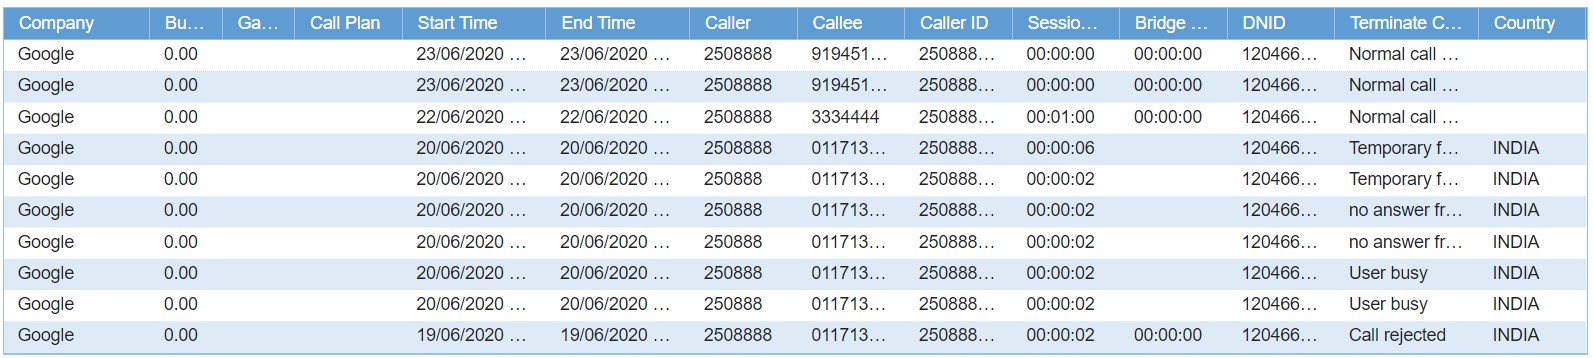 Company Bu... Ga... Call Plan Start Time End Time Caller Callee Caller ID Sessio... Bridge ... DNID Terminate C... Country
Google 0.00 23/06/2020 ... 23/06/2020 ... 2508888 919451... 250888... 00:00:00 00:00:00 120466... Normal call ...
Google 0.00 23/06/2020 ... 23/06/2020 ... 2508888 919451... 250888... 00:00:00 00:00:00 120466... Normal call ...
Google 0.00 22/06/2020 ... 22/06/2020 ... 2508888 3334444 250888... 00:01:00 00:00:00 120466... Normal call ...
Google 0.00 20/06/2020 ... 20/06/2020 ... 2508888 011713... 250888... 00:00:06 120466... Temporary f... INDIA
Google 0.00 20/06/2020 ... 20/06/2020 ... 250888 011713... 250888... 00:00:02 120466... Temporary f... INDIA
Google 0.00 20/06/2020 ... 20/06/2020 ... 250888 011713... 250888... 00:00:02 120466... no answer fr... INDIA
Google 0.00 20/06/2020 ... 20/06/2020 ... 250888 011713... 250888... 00:00:02 120466... no answer fr... INDIA
Google 0.00 20/06/2020 ... 20/06/2020 ... 250888 011713... 250888... 00:00:02 120466... User busy INDIA
Google 0.00 20/06/2020 ... 20/06/2020 ... 250888 011713... 250888... 00:00:02 120466... User busy INDIA
Google 0.00 19/06/2020 ... 19/06/2020 ... 2508888 011713... 250888... 00:00:02 00:00:00 120466... Call rejected INDIA